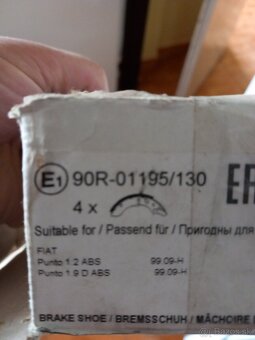 E1 90R-01195/130
4 x
EA
Suitable for / Passend für / Пригодны для
FIAT
Punto 1.2 ABS 99.09-H
Punto 1.9 D ABS 99.09-H
BRAKE SHOE / BREMSSCHUH / MÂCHOIRE